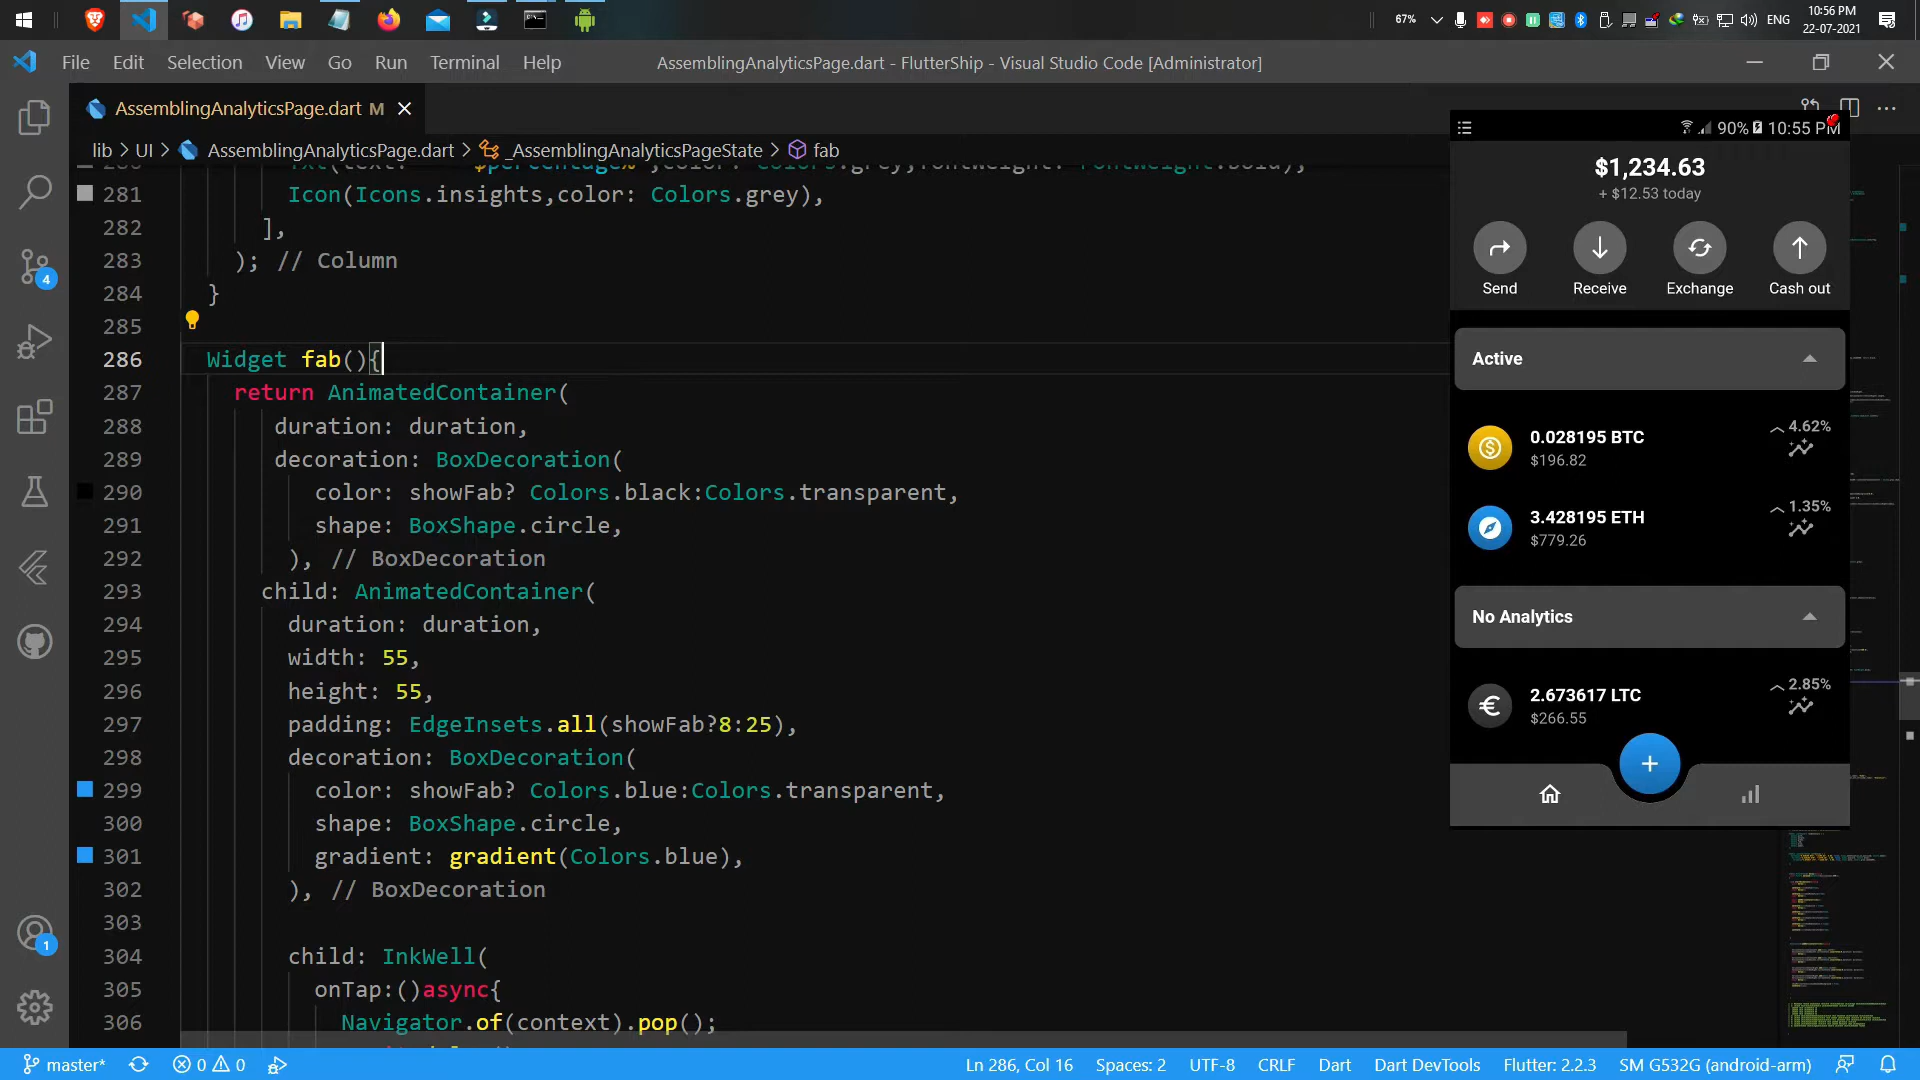 67%
ENG
10:56 PM
22-07-2021
File Edit Selection View Go Run Terminal Help
AssemblingAnalyticsPage.dart - FlutterShip - Visual Studio Code [Administrator]
AssemblingAnalyticsPage.dart M
lib > UI > AssemblingAnalyticsPage.dart > _AssemblingAnalyticsPageState > fab
281 Icon(Icons.insights,color: Colors.grey),
282 ],
283 ); // Column
284 }
285
286 Widget fab(){
287 return AnimatedContainer(
288 duration: duration,
289 decoration: BoxDecoration(
290 color: showFab? Colors.black:Colors.transparent,
291 shape: BoxShape.circle,
292 ), // BoxDecoration
293 child: AnimatedContainer(
294 duration: duration,
295 width: 55,
296 height: 55,
297 padding: EdgeInsets.all(showFab?8:25),
298 decoration: BoxDecoration(
299 color: showFab? Colors.blue:Colors.transparent,
300 shape: BoxShape.circle,
301 gradient: gradient(Colors.blue),
302 ), // BoxDecoration
303
304 child: InkWell(
305 onTap:()async{
306 Navigator.of(context).pop();
4
1
90% 10:55 PM
$1,234.63
+ $12.53 today
Send Receive Exchange Cash out
Active
0.028195 BTC 4.62%
$196.82
3.428195 ETH 1.35%
$779.26
No Analytics
2.673617 LTC 2.85%
$266.55
master* 0 0
Ln 286, Col 16 Spaces: 2 UTF-8 CRLF Dart Dart DevTools Flutter: 2.2.3 SM G532G (android-arm)